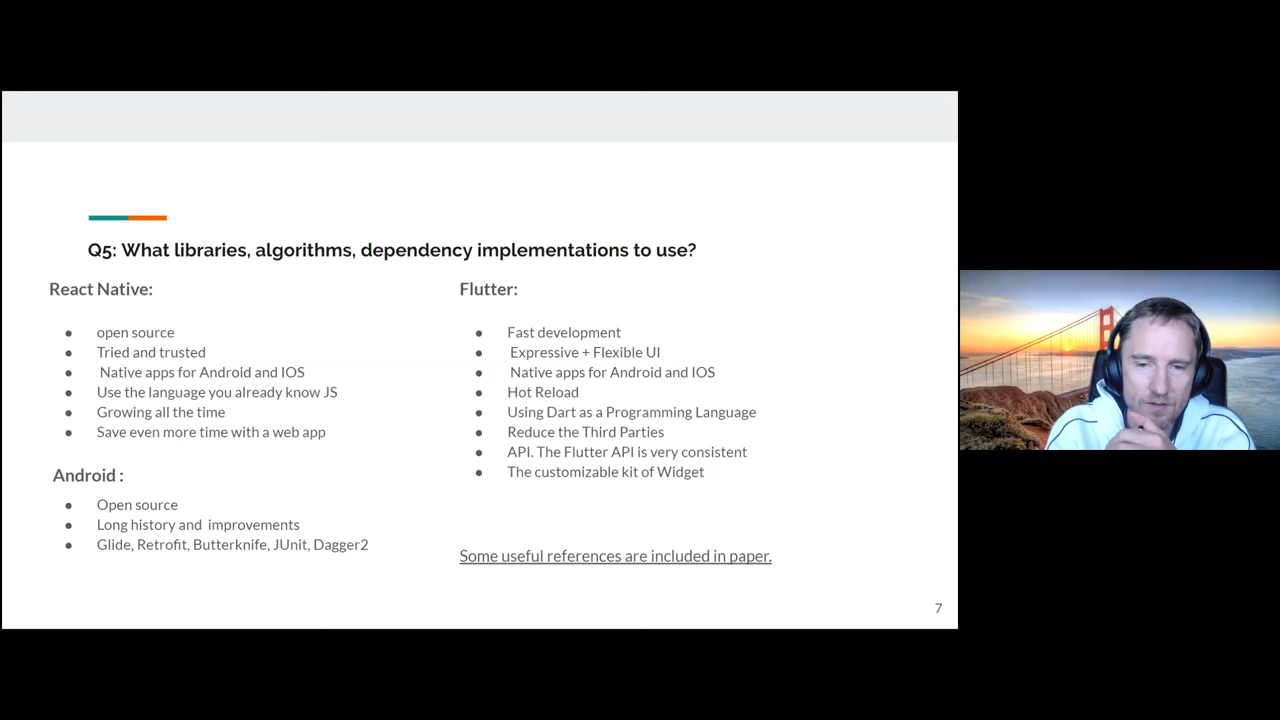 Q5: What libraries, algorithms, dependency implementations to use?
React Native:
● open source
● Tried and trusted
● Native apps for Android and IOS
● Use the language you already know JS
● Growing all the time
● Save even more time with a web app
Android :
● Open source
● Long history and improvements
● Glide, Retrofit, Butterknife, JUnit, Dagger2
Flutter:
● Fast development
● Expressive + Flexible UI
● Native apps for Android and IOS
● Hot Reload
● Using Dart as a Programming Language
● Reduce the Third Parties
● API. The Flutter API is very consistent
● The customizable kit of Widget
Some useful references are included in paper.
7